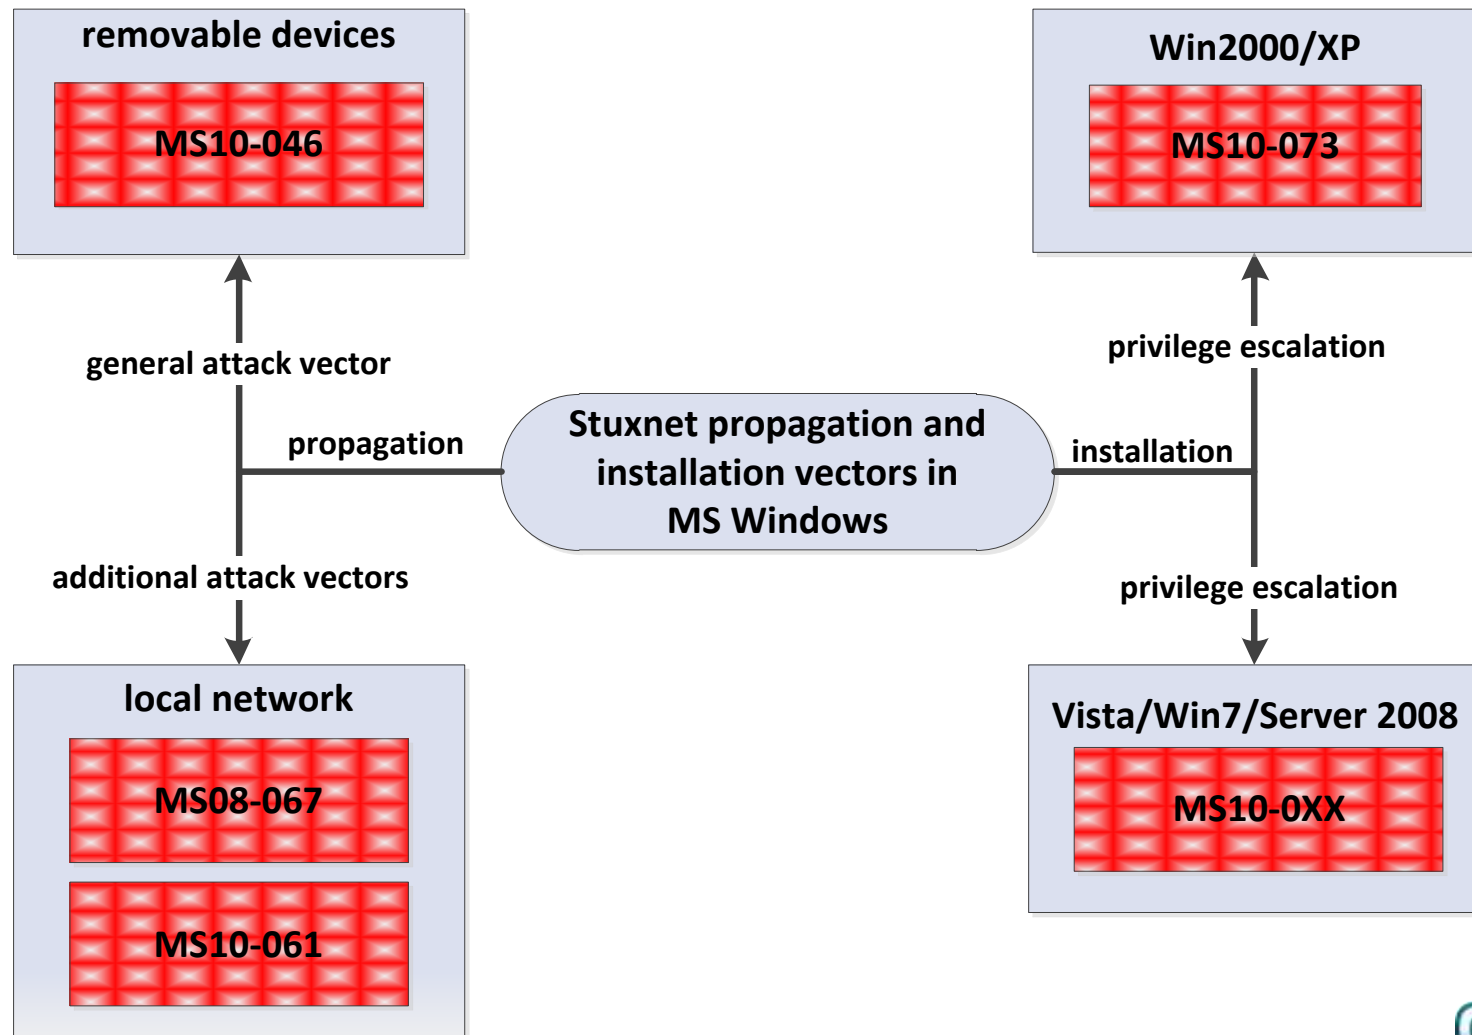 removable devices
MS10-046
Win2000/XP
MS10-073
general attack vector
privilege escalation
propagation
Stuxnet propagation and
installation vectors in
MS Windows
installation
additional attack vectors
privilege escalation
local network
MS08-067
MS10-061
Vista/Win7/Server 2008
MS10-0XX